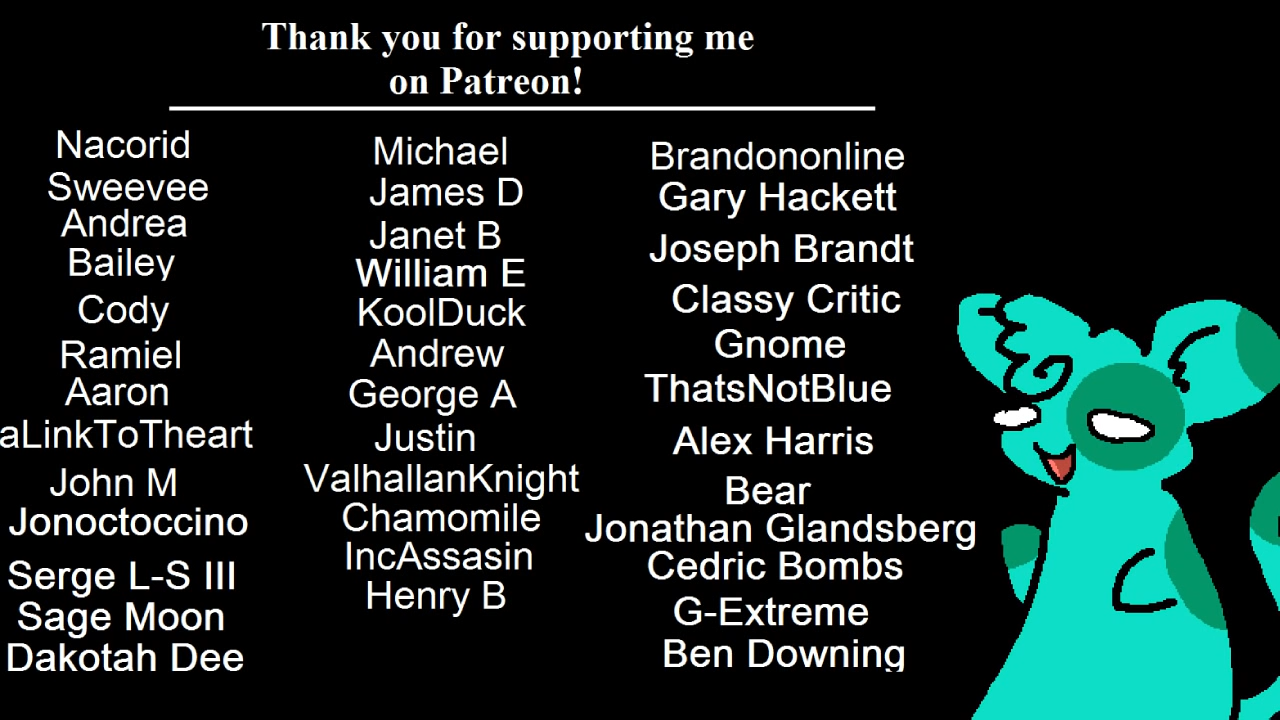 Thank you for supporting me
on Patreon!
Nacorid
Sweevee
Andrea
Bailey
Cody
Ramiel
Aaron
aLinkToTheart
John M
Jonoctoccino
Serge L-S III
Sage Moon
Dakotah Dee
Michael
James D
Janet B
William E
KoolDuck
Andrew
George A
Justin
ValhallanKnight
Chamomile
IncAssasin
Henry B
Brandononline
Gary Hackett
Joseph Brandt
Classy Critic
Gnome
ThatsNotBlue
Alex Harris
Bear
Jonathan Glandsberg
Cedric Bombs
G-Extreme
Ben Downing